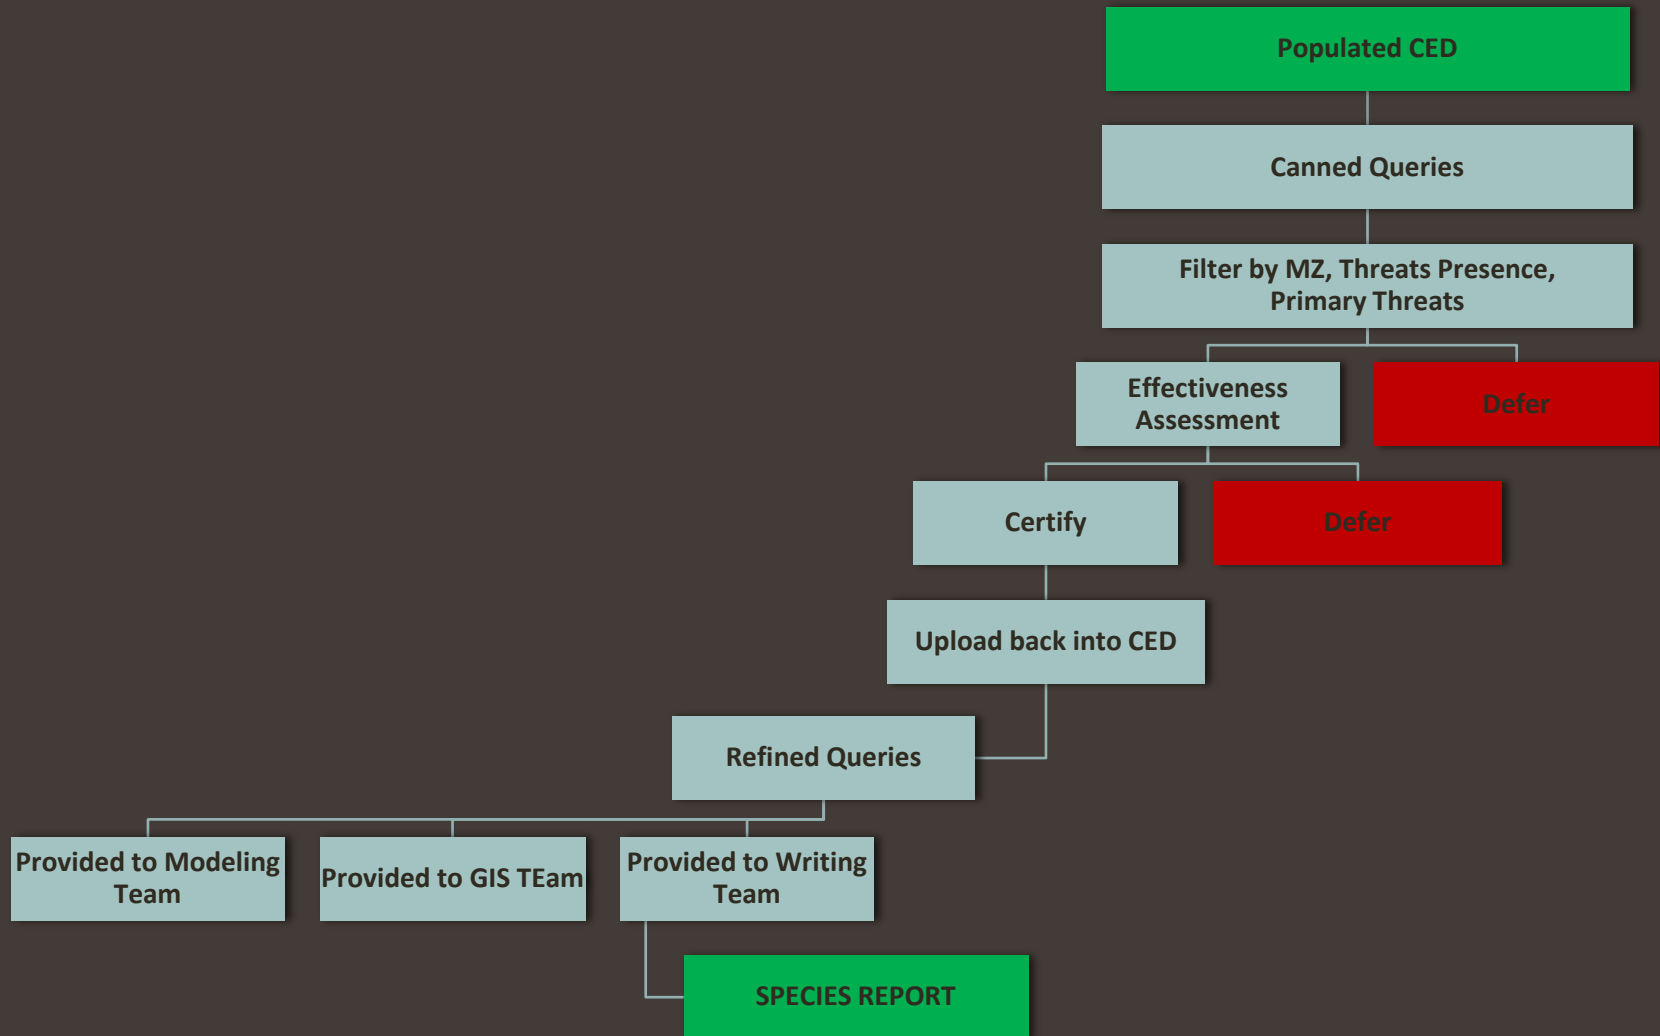 Populated CED
Canned Queries
Filter by MZ, Threats Presence,
Primary Threats
Effectiveness
Assessment
Defer
Certify
Defer
Upload back into CED
Refined Queries
Provided to Modeling
Team
Provided to GIS TEam
Provided to Writing
Team
SPECIES REPORT